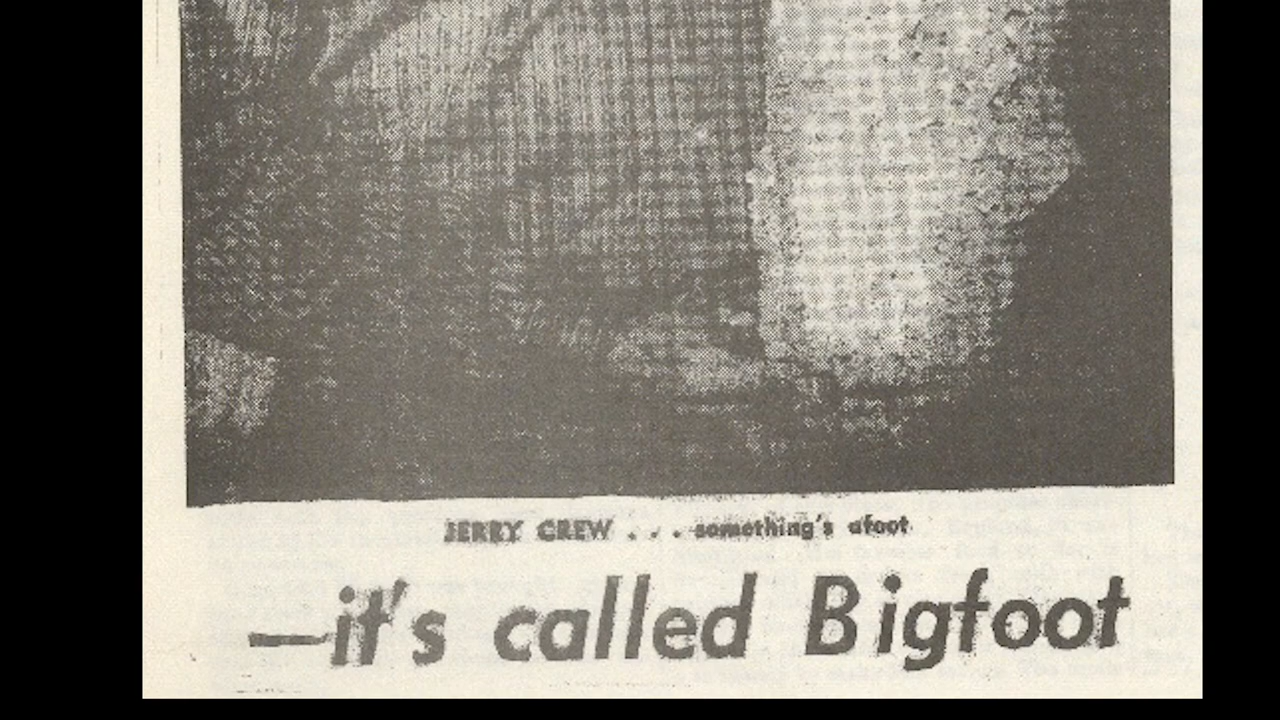 JERRY CREW . . . something's afoot
—it's called Bigfoot